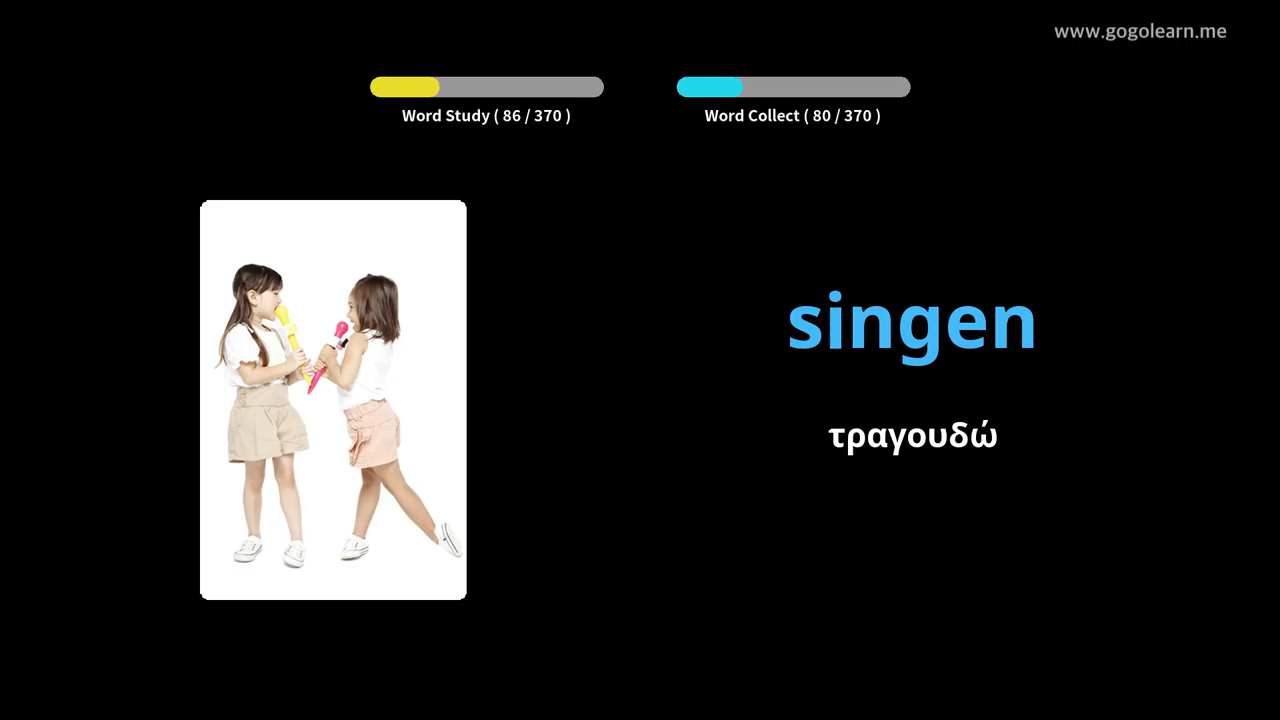 www.gogolearn.me
Word Study ( 86 / 370 )
Word Collect ( 80 / 370 )
singen
τραγουδώ